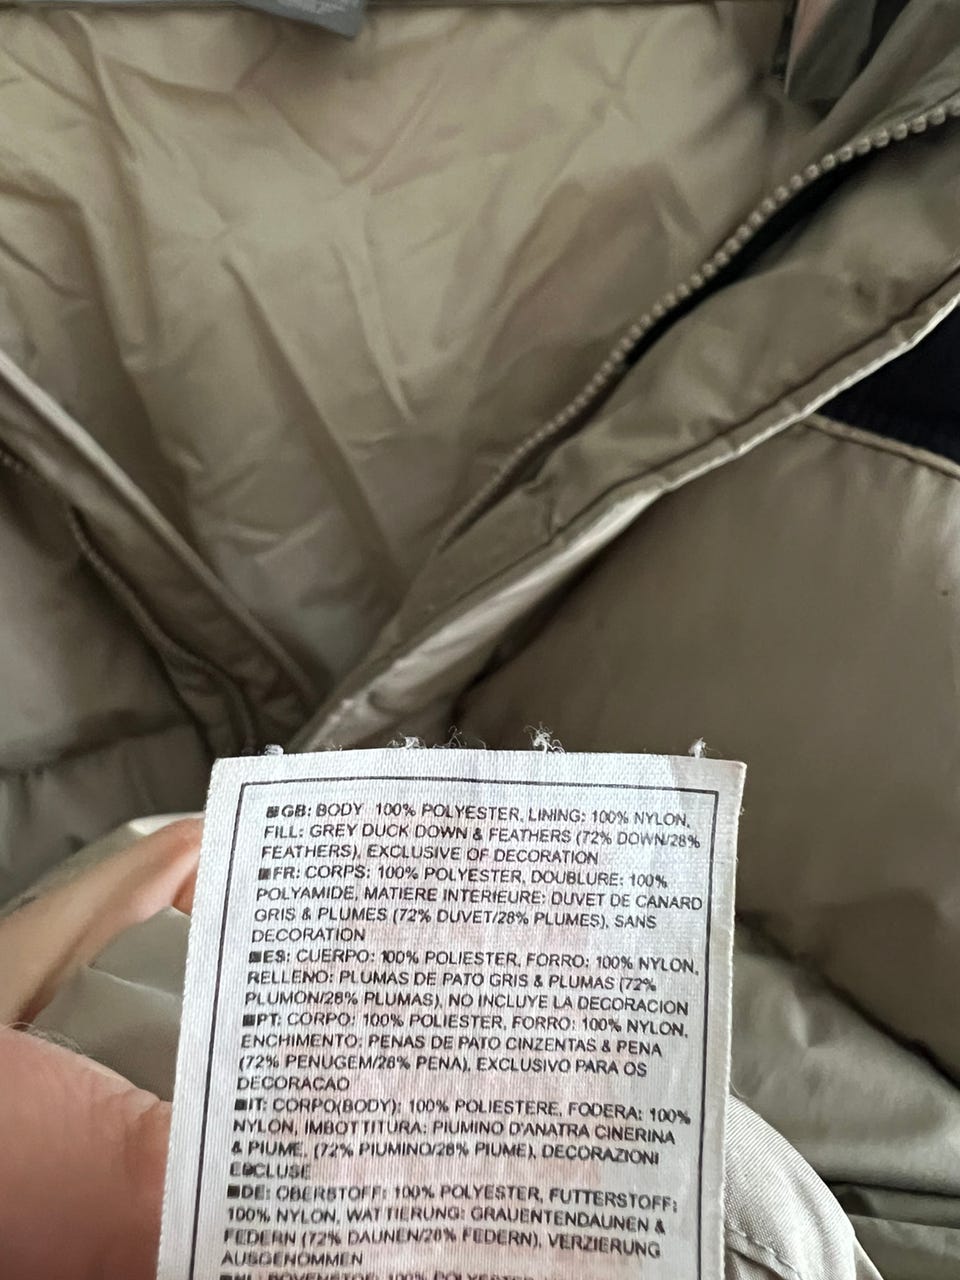 GB: BODY 100% POLYESTER, LINING: 100% NYLON,
FILL: GREY DUCK DOWN & FEATHERS (72% DOWN/28%
FEATHERS), EXCLUSIVE OF DECORATION
FR: CORPS: 100% POLYESTER, DOUBLURE: 100%
POLYAMIDE, MATIERE INTERIEURE: DUVET DE CANARD
GRIS & PLUMES (72% DUVET/28% PLUMES), SANS
DECORATION
ES: CUERPO: 100% POLIESTER, FORRO: 100% NYLON,
RELLENO: PLUMAS DE PATO GRIS & PLUMAS (72%
PLUMON/28% PLUMAS), NO INCLUYE LA DECORACION
PT: CORPO: 100% POLIESTER, FORRO: 100% NYLON,
ENCHIMENTO: PENAS DE PATO CINZENTAS & PENA
(72% PENUGEM/28% PENA), EXCLUSIVO PARA OS
DECORACAO
IT: CORPO(BODY): 100% POLIESTERE, FODERA: 100%
NYLON, IMBOTTITURA: PIUMINO D'ANATRA CINERINA
& PIUME, (72% PIUMINO/28% PIUME), DECORAZIONI
ESCLUSE
DE: OBERSTOFF: 100% POLYESTER, FUTTERSTOFF:
100% NYLON, WATTIERUNG: GRAUENTENDAUNEN &
FEDERN (72% DAUNEN/28% FEDERN), VERZIERUNG
AUSGENOMMEN
NL: BOVENSTOF: 100% POLYESTER